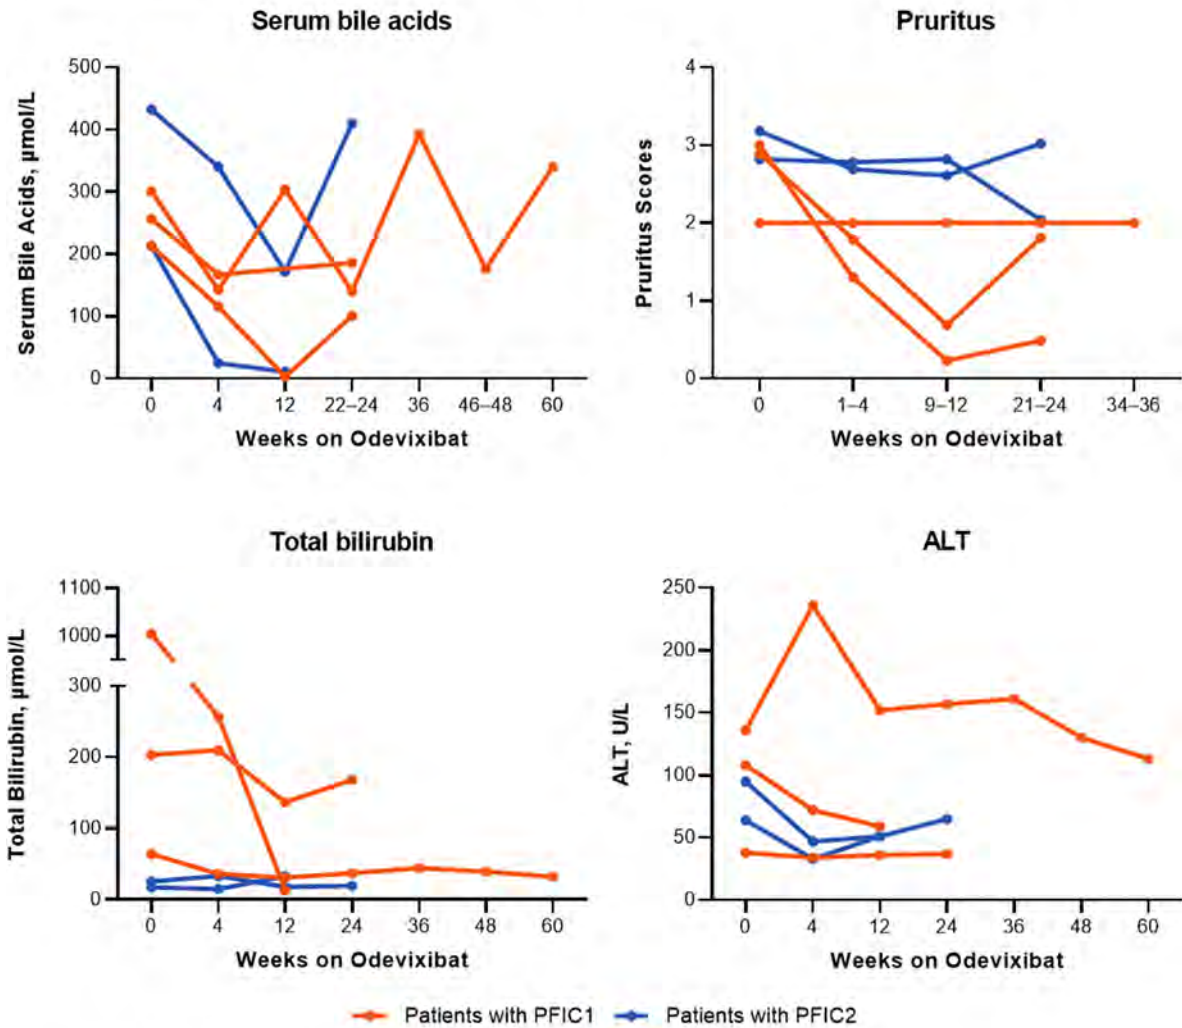 Serum bile acids
Serum Bile Acids, µmol/L
500
400
300
200
100
0
0 4 12 22–24 36 46–48 60
Weeks on Odevixibat
Pruritus
Pruritus Scores
4
3
2
1
0
0 1–4 9–12 21–24 34–36
Weeks on Odevixibat
Total bilirubin
Total Bilirubin, µmol/L
1100
1000
300
200
100
0
0 4 12 24 36 48 60
Weeks on Odevixibat
ALT
ALT, U/L
250
200
150
100
50
0
0 4 12 24 36 48 60
Weeks on Odevixibat
Patients with PFIC1 Patients with PFIC2